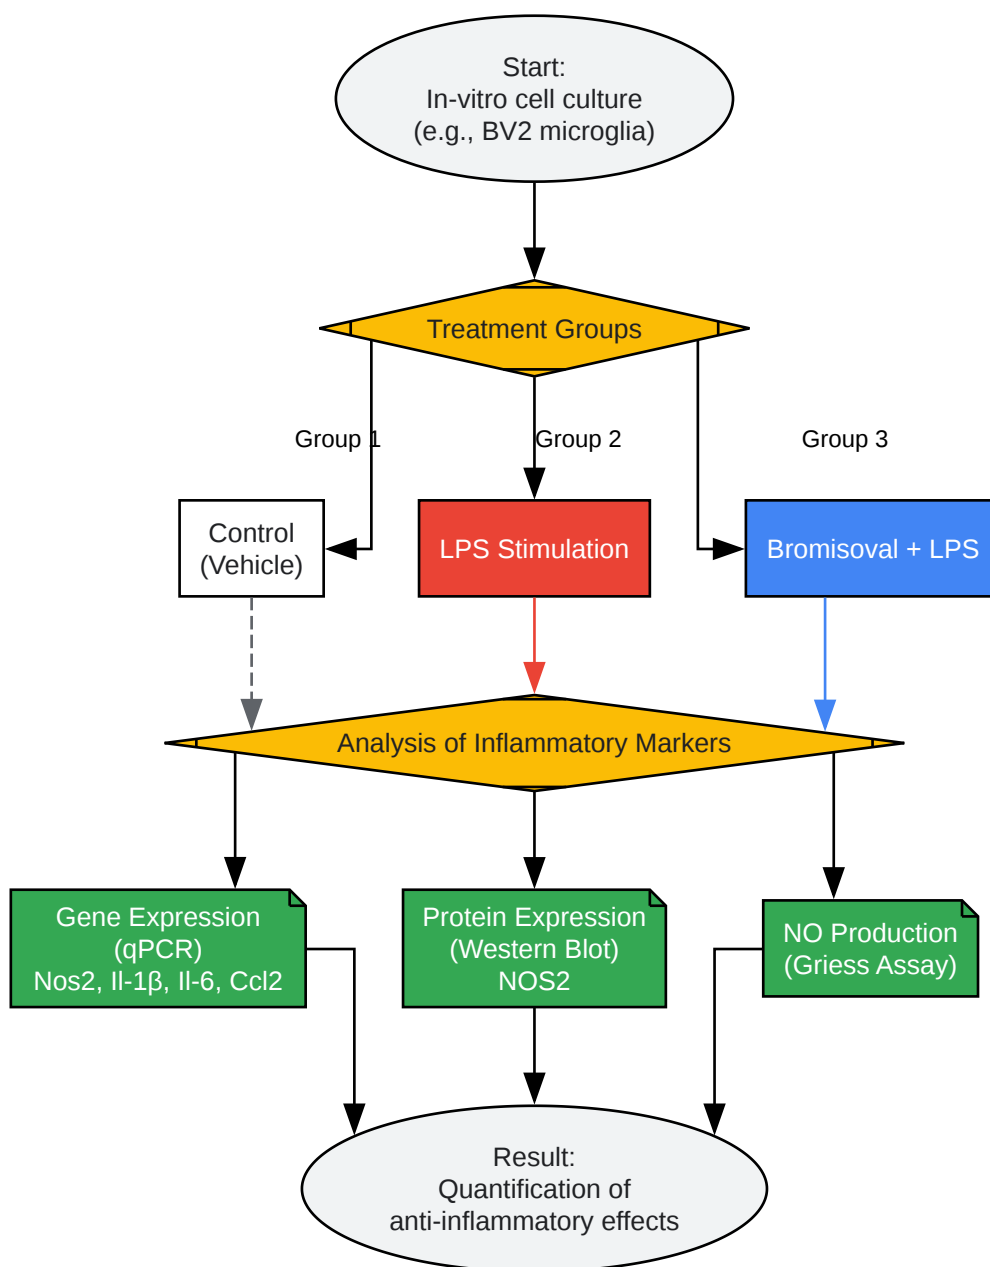 Start:
In-vitro cell culture
(e.g., BV2 microglia)
Treatment Groups
Group 1
Group 2
Group 3
Control
(Vehicle)
LPS Stimulation
Bromisoval + LPS
Analysis of Inflammatory Markers
Gene Expression
(qPCR)
Nos2, Il-1β, Il-6, Ccl2
Protein Expression
(Western Blot)
NOS2
NO Production
(Griess Assay)
Result:
Quantification of
anti-inflammatory effects